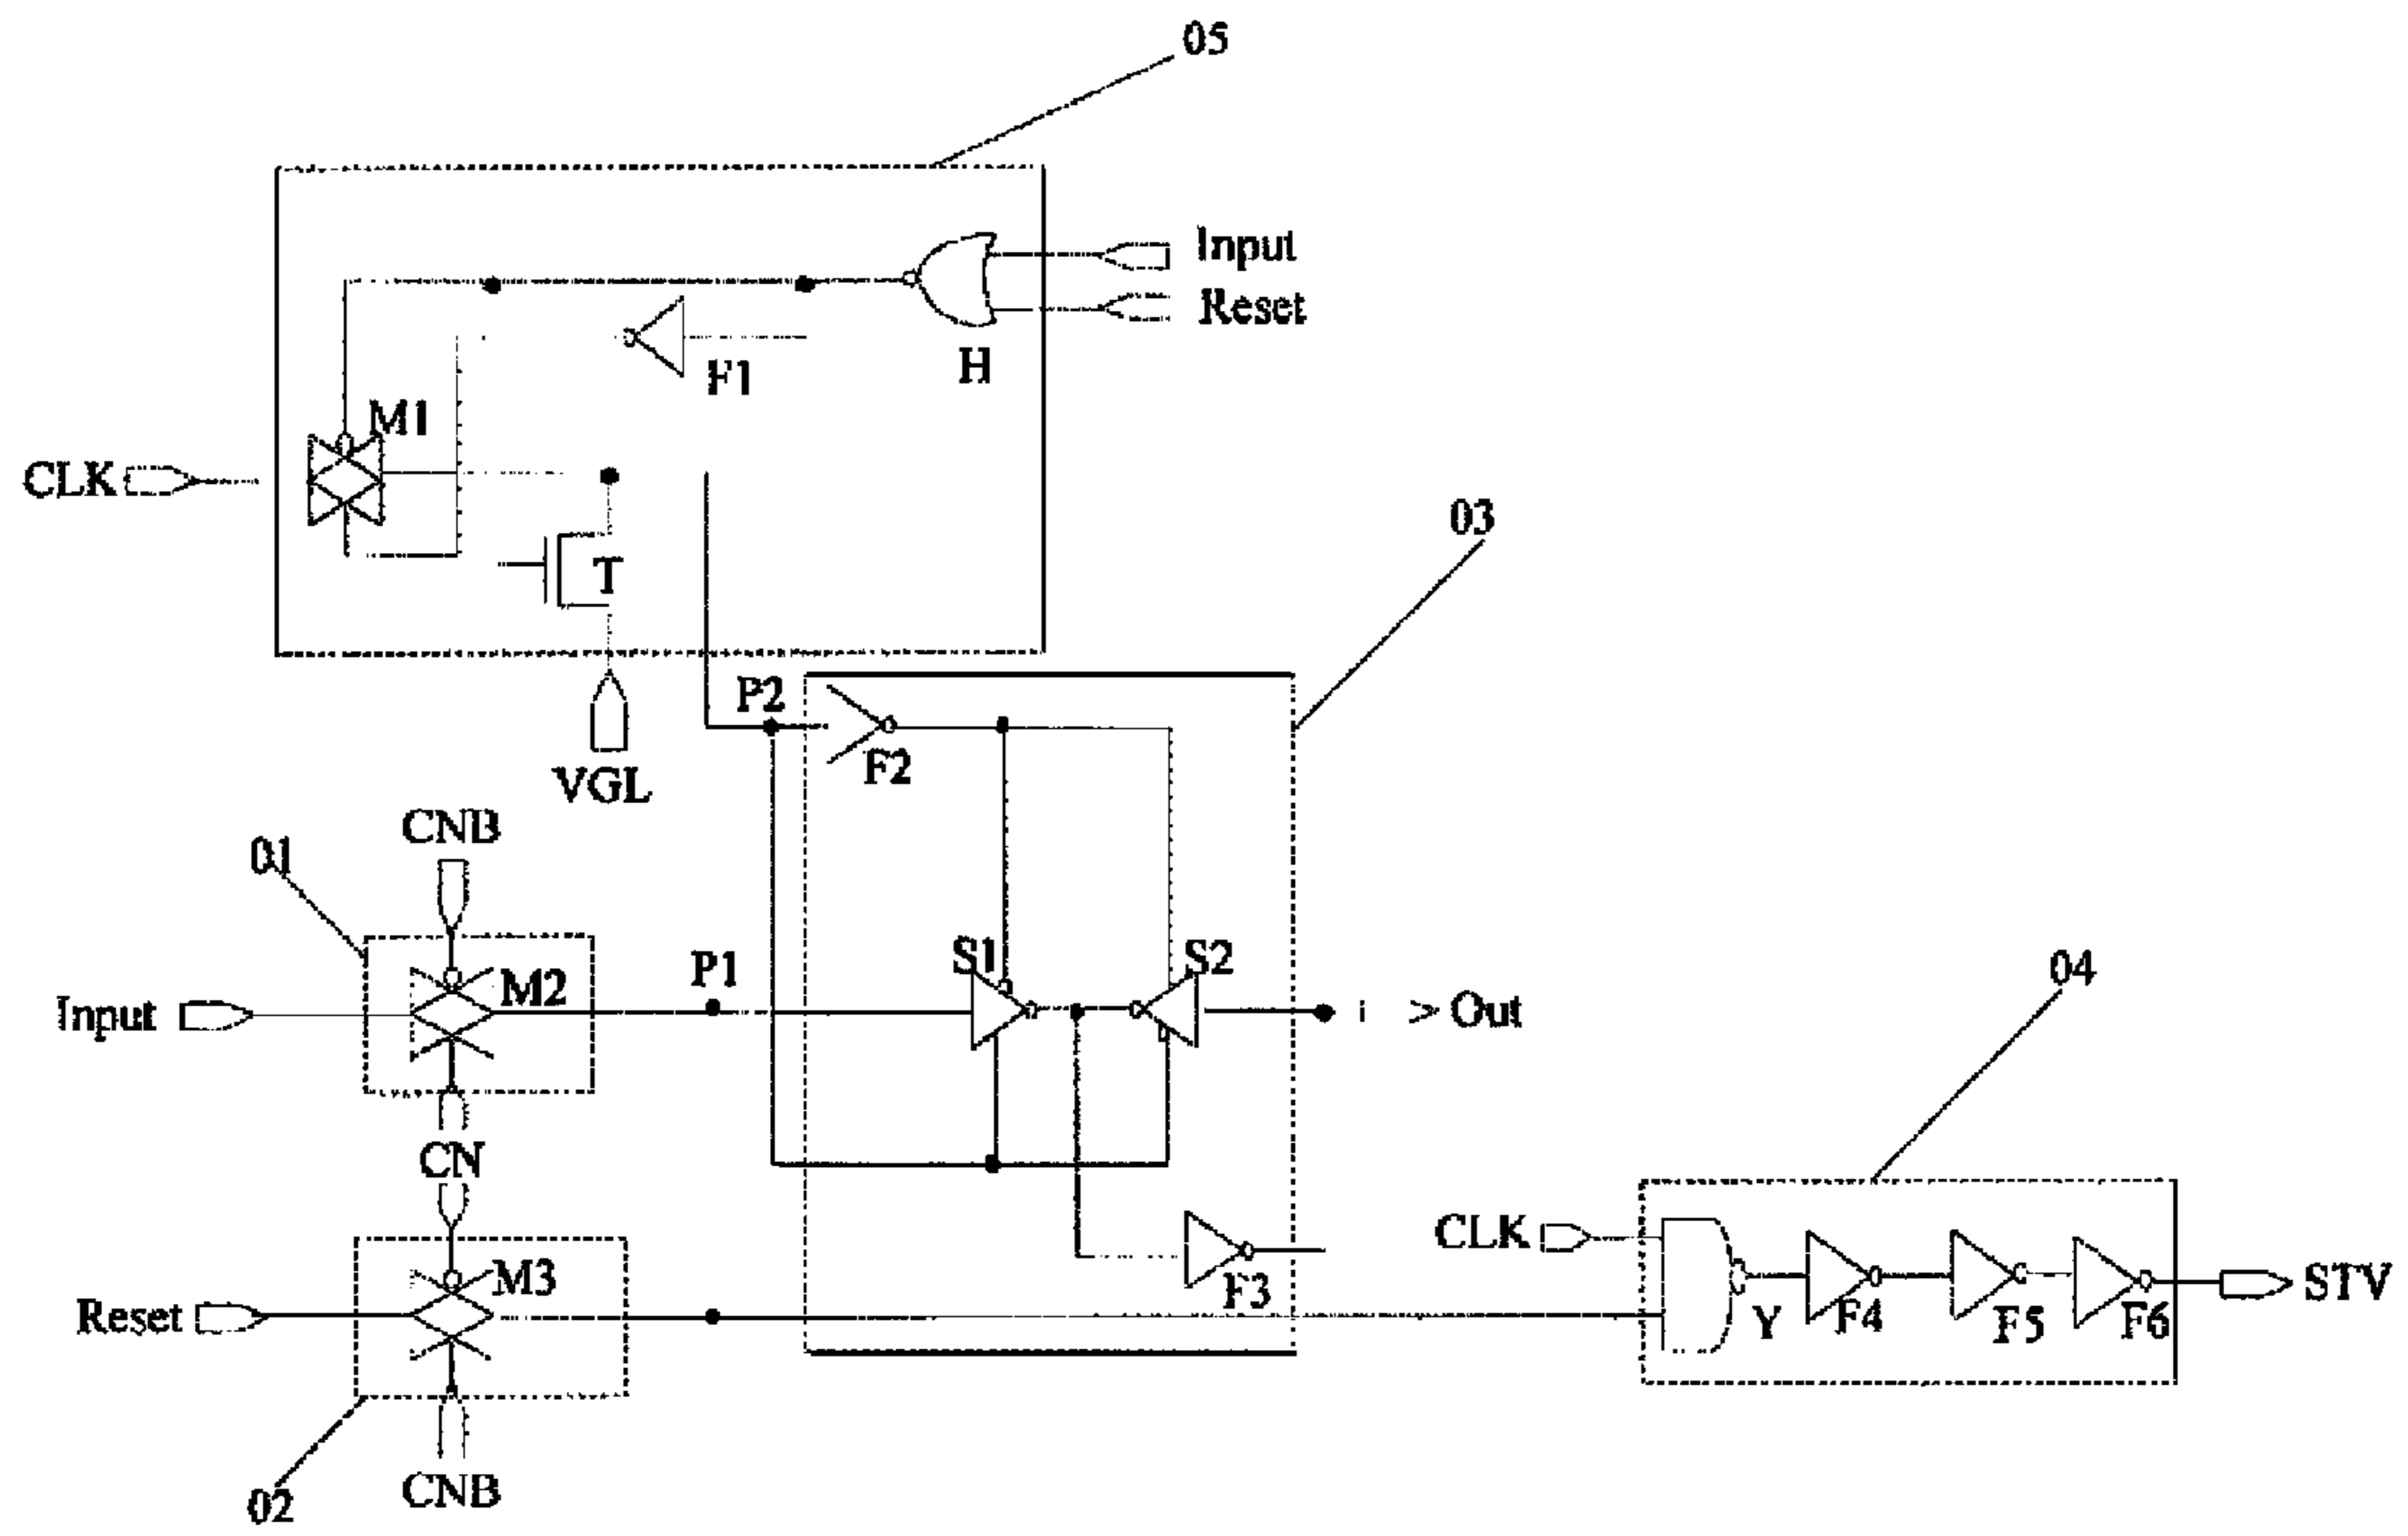 05
Input
Reset
H
F1
M1
CLK
T
03
P2
F2
VGL
CNB
01
S1
S2
P1
M2
Input
i > Out
04
CN
CLK
M3
F3
Reset
Y
F4
F5
F6
STV
CNB
02